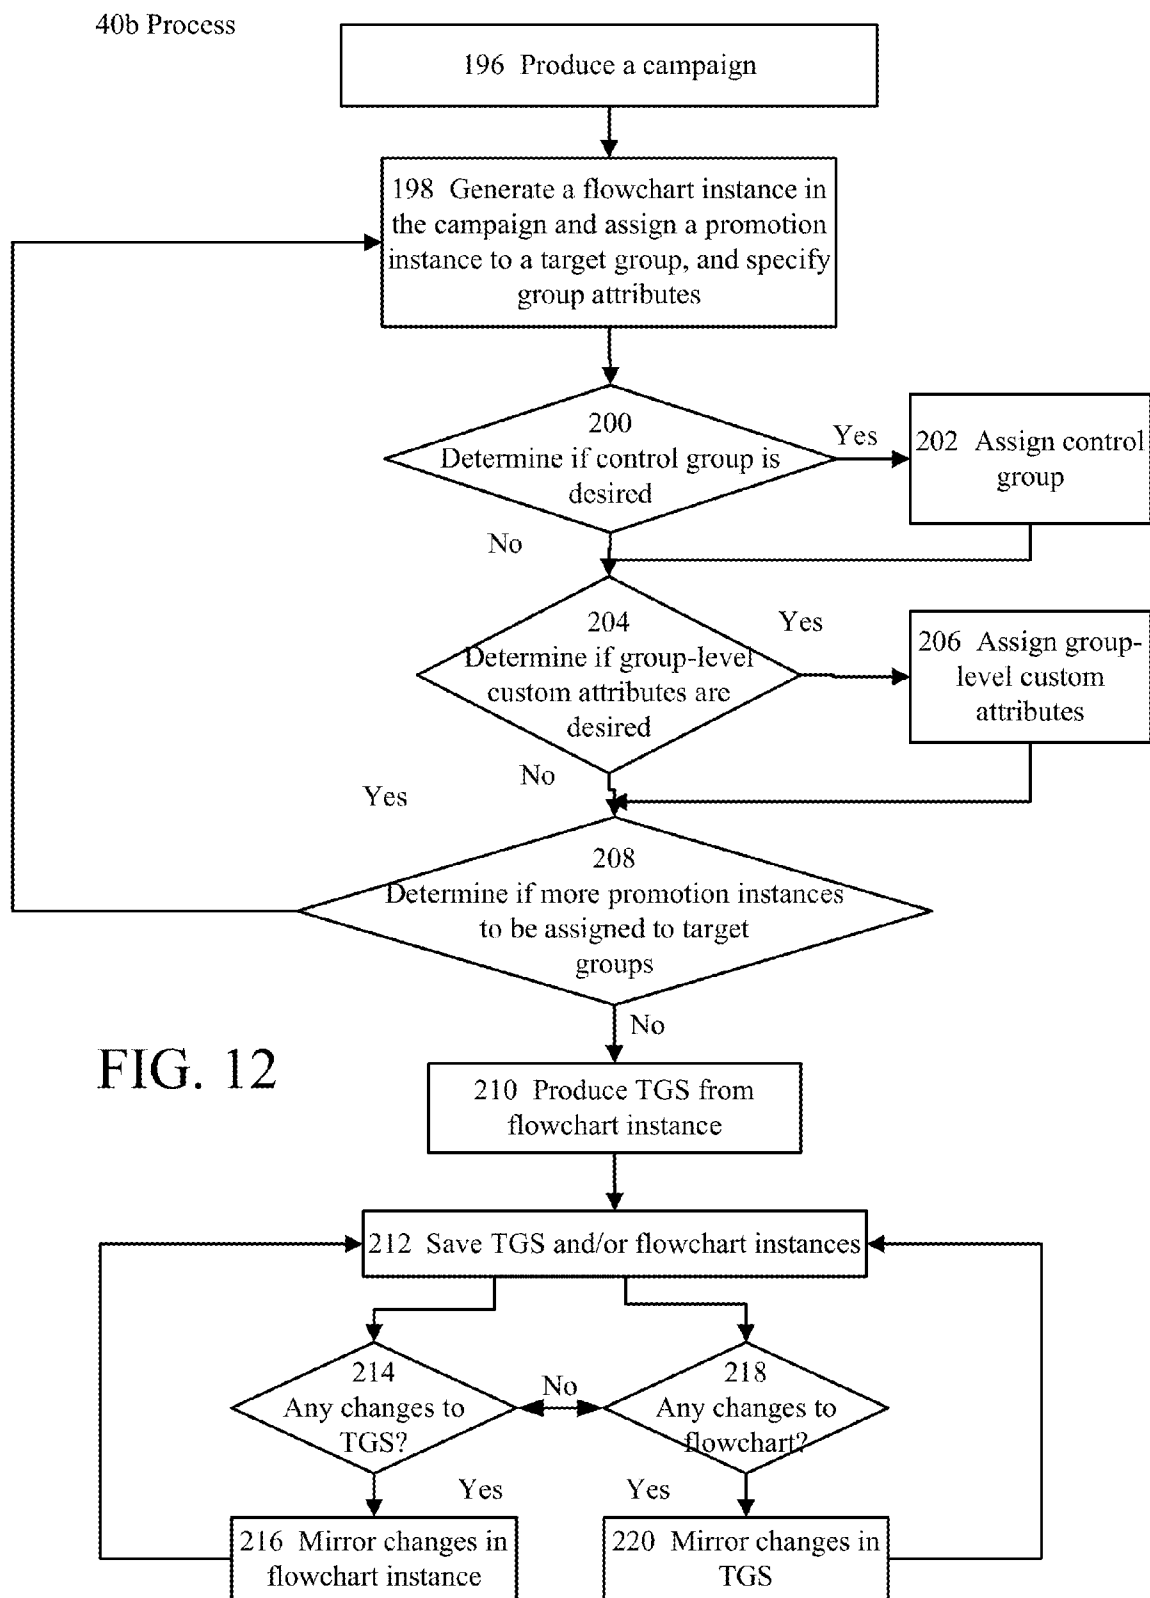 40b Process
196 Produce a campaign
198 Generate a flowchart instance in
the campaign and assign a promotion
instance to a target group, and specify
group attributes
200
Determine if control group is
desired
Yes
202 Assign control
group
No
204
Determine if group-level
custom attributes are
desired
Yes
206 Assign group-
level custom
attributes
No
Yes
208
Determine if more promotion instances
to be assigned to target
groups
No
FIG. 12
210 Produce TGS from
flowchart instance
212 Save TGS and/or flowchart instances
214
Any changes to
TGS?
No
218
Any changes to
flowchart?
Yes
Yes
216 Mirror changes in
flowchart instance
220 Mirror changes in
TGS